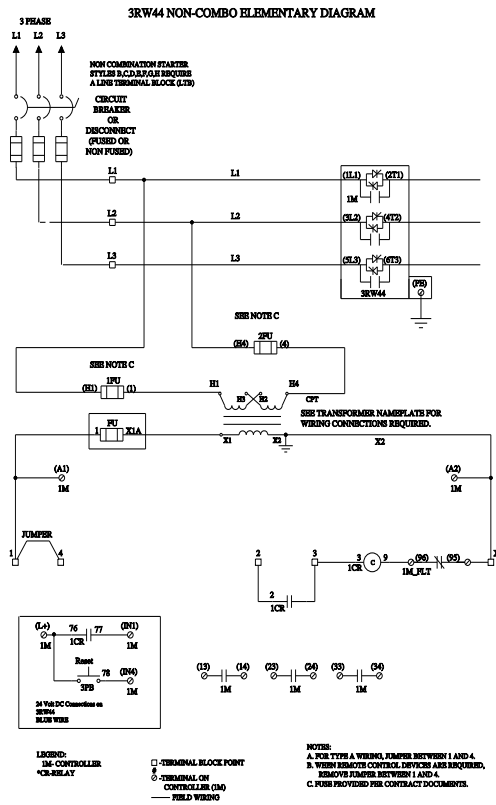 3RW44 NON-COMBO ELEMENTARY DIAGRAM
3 PHASE
L1 L2 L3
NON COMBINATION STARTER
STYLES B,C,D,E,F,G,H REQUIRE
A LINE TERMINAL BLOCK (LTB)
CIRCUIT
BREAKER
OR
DISCONNECT
(FUSED OR
NON FUSED)
L1 L1 (1L1) (2T1)
1M
L2 L2 (3L2) (4T2)
L3 L3 (5L3) (6T3)
3RW44
(PE)
SEE NOTE C
2FU
(H4) (4)
SEE NOTE C
1FU
(H1) (1)
H1 H3 H2 H4
CPT
SEE TRANSFORMER NAMEPLATE FOR
WIRING CONNECTIONS REQUIRED.
FU
1 X1A
X1 X2 X2
(A1)
1M
(A2)
1M
JUMPER
1 4 2 3 3 C 9 (96) (95) 2
1CR 1M_FLT
2
1CR
(L+) 76 77 (IN1)
1M 1CR 1M
Reset
78 (IN4)
3PB 1M
24 Volt DC Connections on
3RW44
BLUE WIRE
(13) (14) (23) (24) (33) (34)
1M 1M 1M
LEGEND:
1M- CONTROLLER
*CR-RELAY
-TERMINAL BLOCK POINT
#
-TERMINAL ON
CONTROLLER (1M)
FIELD WIRING
NOTES:
A. FOR TYPE A WIRING, JUMPER BETWEEN 1 AND 4.
B. WHEN REMOTE CONTROL DEVICES ARE REQUIRED,
REMOVE JUMPER BETWEEN 1 AND 4.
C. FUSE PROVIDED PER CONTRACT DOCUMENTS.